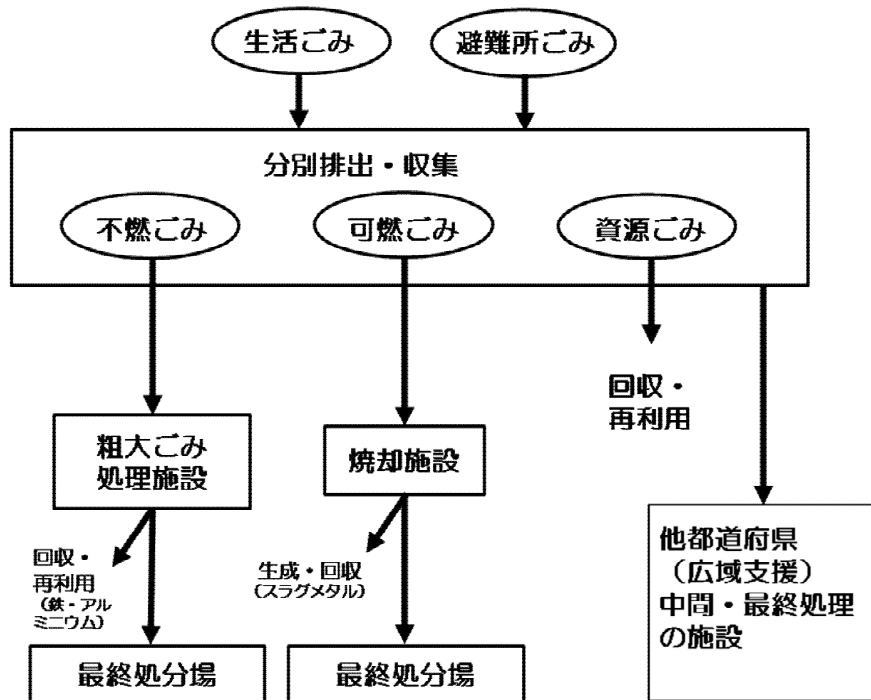 生活ごみ
避難所ごみ
分別排出・収集
不燃ごみ
可燃ごみ
資源ごみ
回収・
再利用
粗大ごみ
処理施設
焼却施設
他都道府県
（広域支援）
中間・最終処理
の施設
回収・
再利用
（鉄・アル
ミニウム）
生成・回収
（スラグメタル）
最終処分場
最終処分場